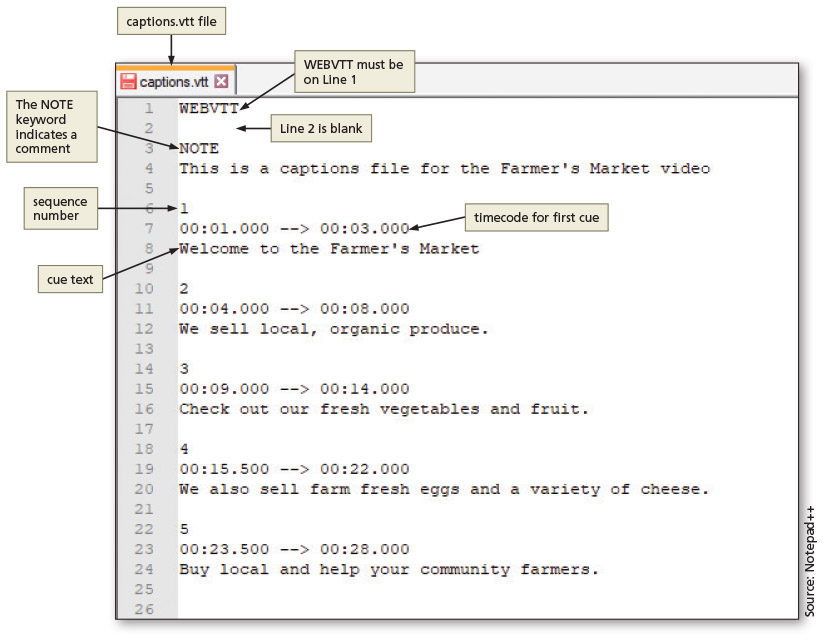 captions.vtt file
captions.vtt
WEBVTT must be
on Line 1
The NOTE
keyword
indicates a
comment
Line 2 is blank
sequence
number
timecode for first cue
cue text
1 WEBVTT
2
3 NOTE
4 This is a captions file for the Farmer's Market video
5
6 1
7 00:01.000 --> 00:03.000
8 Welcome to the Farmer's Market
9
10 2
11 00:04.000 --> 00:08.000
12 We sell local, organic produce.
13
14 3
15 00:09.000 --> 00:14.000
16 Check out our fresh vegetables and fruit.
17
18 4
19 00:15.500 --> 00:22.000
20 We also sell farm fresh eggs and a variety of cheese.
21
22 5
23 00:23.500 --> 00:28.000
24 Buy local and help your community farmers.
25
26
Source: Notepad++